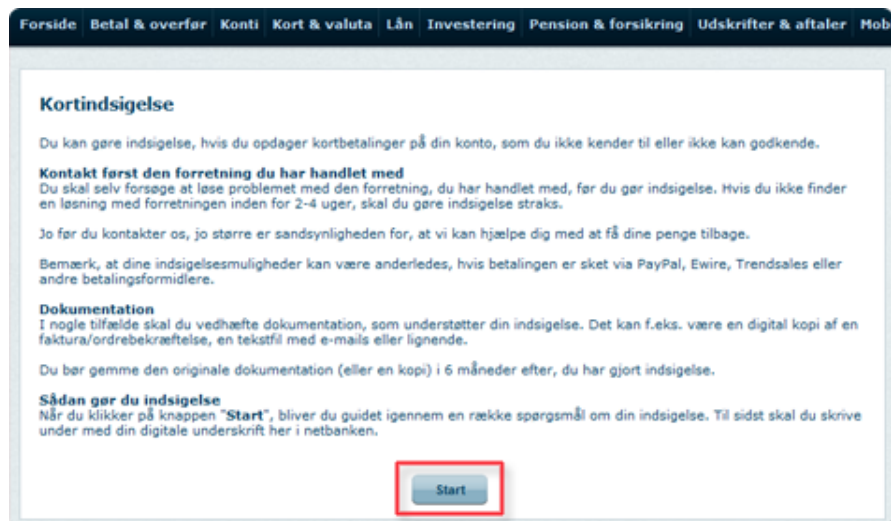 Forside Betal & overfør Konti Kort & valuta Lån Investering Pension & forsikring Udskrifter & aftaler Mob
Kortindsigelse
Du kan gøre indsigelse, hvis du opdager kortbetalinger på din konto, som du ikke kender til eller ikke kan godkende.
Kontakt først den forretning du har handlet med
Du skal selv forsøge at løse problemet med den forretning, du har handlet med, før du gør indsigelse. Hvis du ikke finder
en løsning med forretningen inden for 2-4 uger, skal du gøre indsigelse straks.
Jo før du kontakter os, jo større er sandsynligheden for, at vi kan hjælpe dig med at få dine penge tilbage.
Bemærk, at dine indsigelsesmuligheder kan være anderledes, hvis betalingen er sket via PayPal, Ewire, Trendsales eller
andre betalingsformidlere.
Dokumentation
I nogle tilfælde skal du vedhæfte dokumentation, som understøtter din indsigelse. Det kan f.eks. være en digital kopi af en
faktura/ordrebekræftelse, en tekstfil med e-mails eller lignende.
Du bør gemme den originale dokumentation (eller en kopi) i 6 måneder efter, du har gjort indsigelse.
Sådan gør du indsigelse
Når du klikker på knappen "Start", bliver du guidet igennem en række spørgsmål om din indsigelse. Til sidst skal du skrive
under med din digitale underskrift her i netbanken.
Start